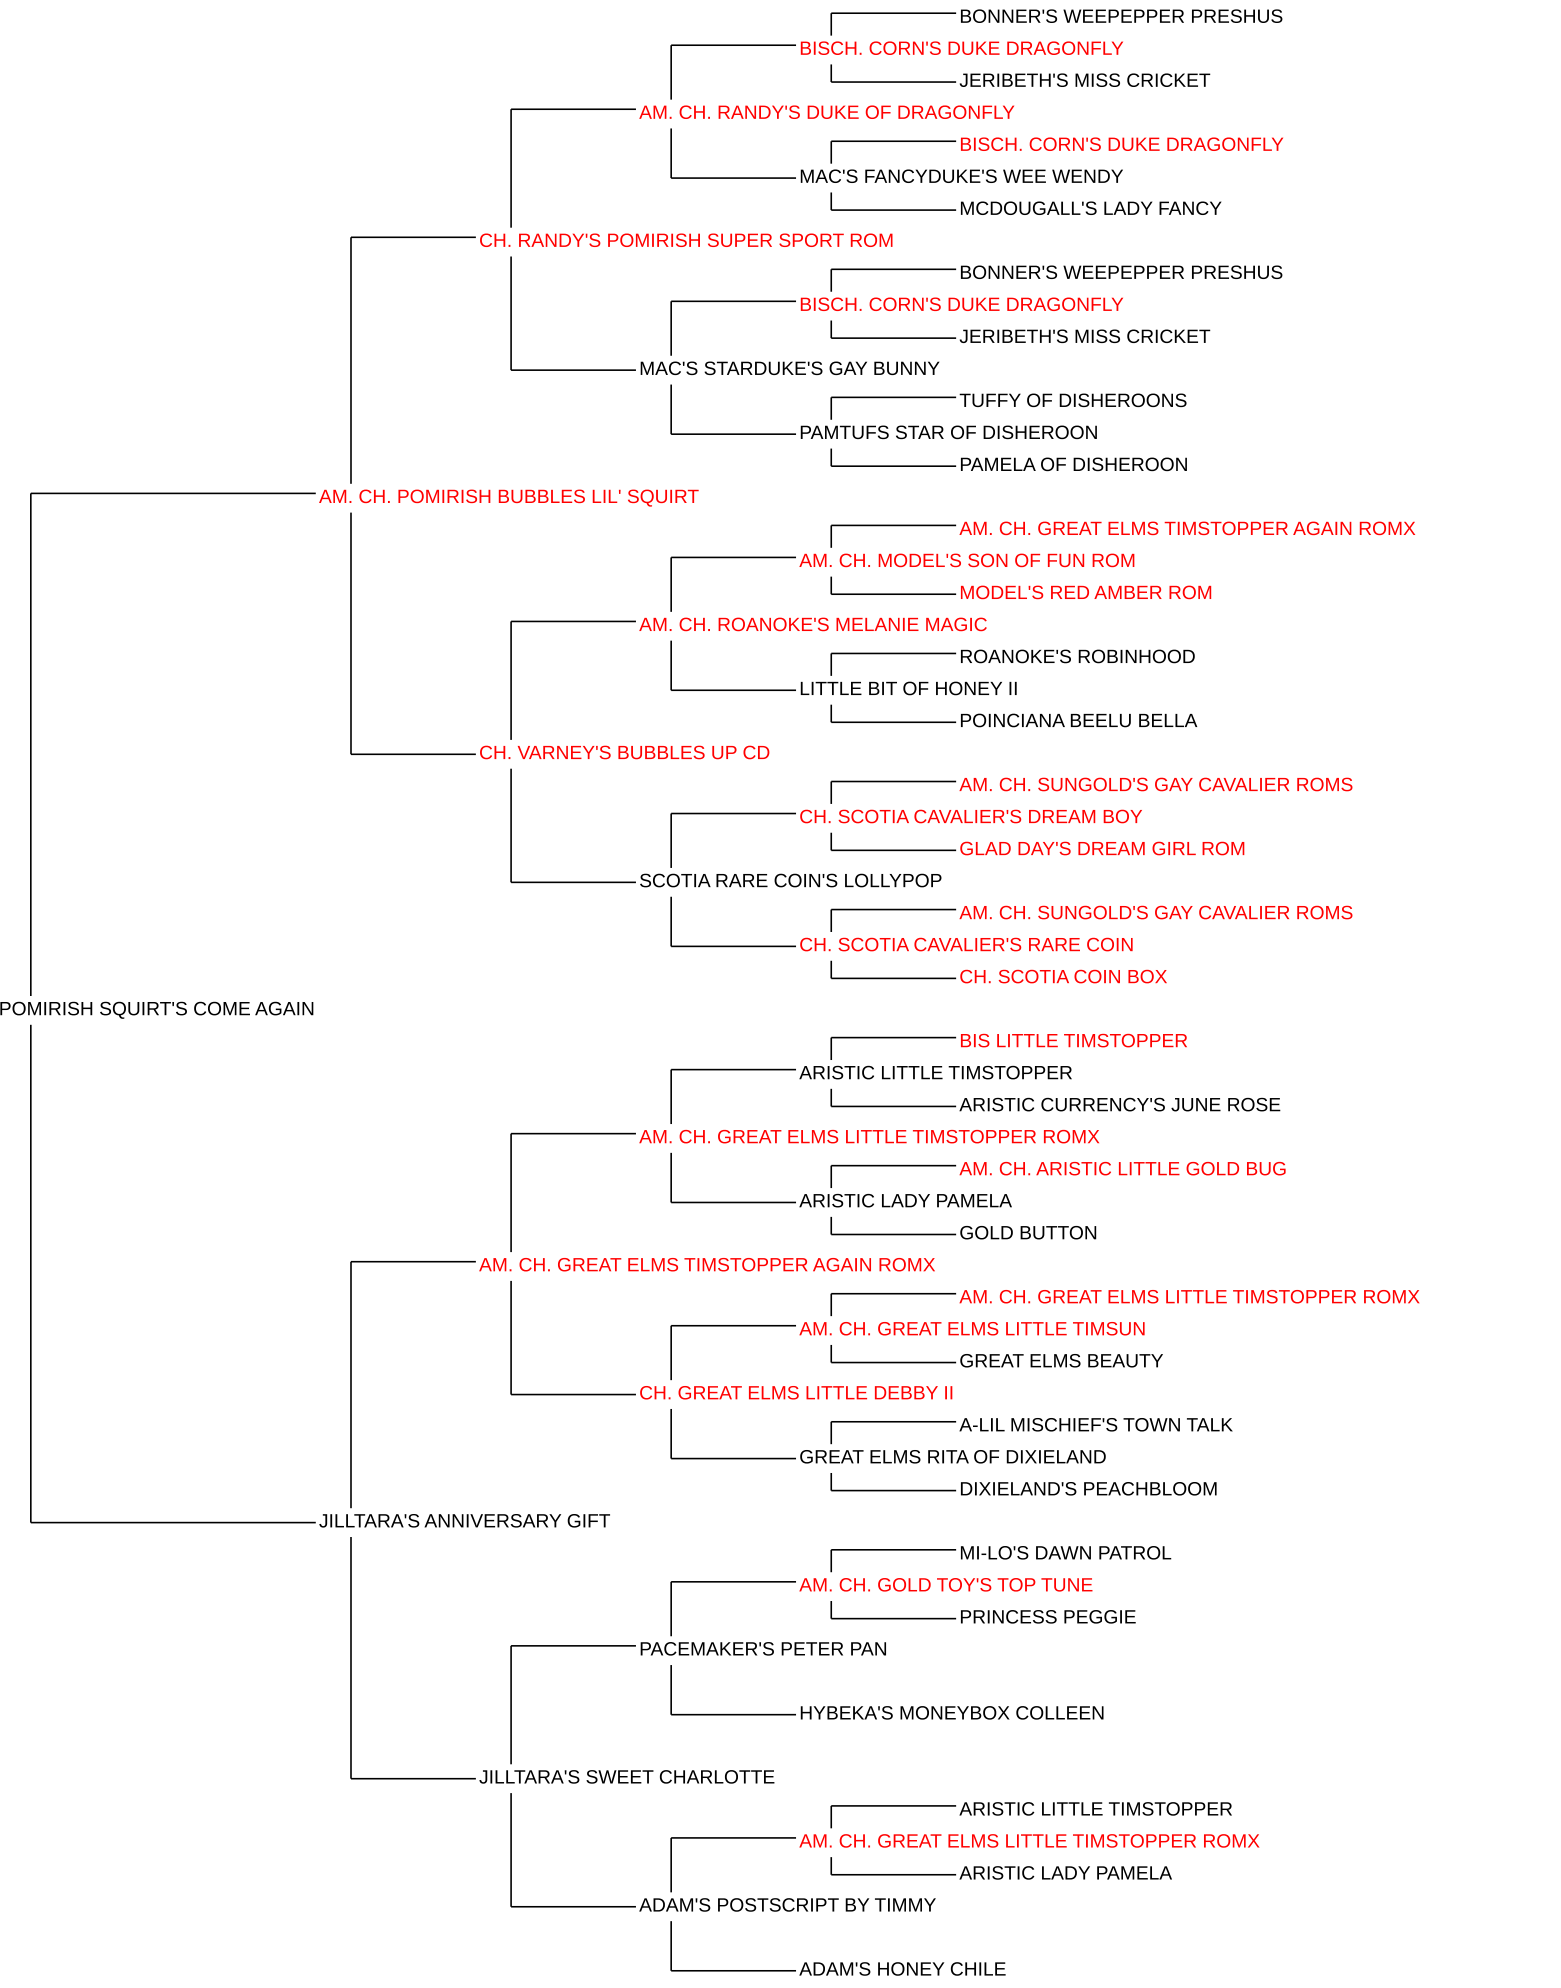 BONNER'S WEEPEPPER PRESHUS
BISCH. CORN'S DUKE DRAGONFLY
JERIBETH'S MISS CRICKET
AM. CH. RANDY'S DUKE OF DRAGONFLY
BISCH. CORN'S DUKE DRAGONFLY
MAC'S FANCYDUKE'S WEE WENDY
MCDOUGALL'S LADY FANCY
CH. RANDY'S POMIRISH SUPER SPORT ROM
BONNER'S WEEPEPPER PRESHUS
BISCH. CORN'S DUKE DRAGONFLY
JERIBETH'S MISS CRICKET
MAC'S STARDUKE'S GAY BUNNY
TUFFY OF DISHEROONS
PAMTUFS STAR OF DISHEROON
PAMELA OF DISHEROON
AM. CH. POMIRISH BUBBLES LIL' SQUIRT
AM. CH. GREAT ELMS TIMSTOPPER AGAIN ROMX
AM. CH. MODEL'S SON OF FUN ROM
MODEL'S RED AMBER ROM
AM. CH. ROANOKE'S MELANIE MAGIC
ROANOKE'S ROBINHOOD
LITTLE BIT OF HONEY II
POINCIANA BEELU BELLA
CH. VARNEY'S BUBBLES UP CD
AM. CH. SUNGOLD'S GAY CAVALIER ROMS
CH. SCOTIA CAVALIER'S DREAM BOY
GLAD DAY'S DREAM GIRL ROM
SCOTIA RARE COIN'S LOLLYPOP
AM. CH. SUNGOLD'S GAY CAVALIER ROMS
CH. SCOTIA CAVALIER'S RARE COIN
CH. SCOTIA COIN BOX
POMIRISH SQUIRT'S COME AGAIN
BIS LITTLE TIMSTOPPER
ARISTIC LITTLE TIMSTOPPER
ARISTIC CURRENCY'S JUNE ROSE
AM. CH. GREAT ELMS LITTLE TIMSTOPPER ROMX
AM. CH. ARISTIC LITTLE GOLD BUG
ARISTIC LADY PAMELA
GOLD BUTTON
AM. CH. GREAT ELMS TIMSTOPPER AGAIN ROMX
AM. CH. GREAT ELMS LITTLE TIMSTOPPER ROMX
AM. CH. GREAT ELMS LITTLE TIMSUN
GREAT ELMS BEAUTY
CH. GREAT ELMS LITTLE DEBBY II
A-LIL MISCHIEF'S TOWN TALK
GREAT ELMS RITA OF DIXIELAND
DIXIELAND'S PEACHBLOOM
JILLTARA'S ANNIVERSARY GIFT
MI-LO'S DAWN PATROL
AM. CH. GOLD TOY'S TOP TUNE
PRINCESS PEGGIE
PACEMAKER'S PETER PAN
HYBEKA'S MONEYBOX COLLEEN
JILLTARA'S SWEET CHARLOTTE
ARISTIC LITTLE TIMSTOPPER
AM. CH. GREAT ELMS LITTLE TIMSTOPPER ROMX
ARISTIC LADY PAMELA
ADAM'S POSTSCRIPT BY TIMMY
ADAM'S HONEY CHILE